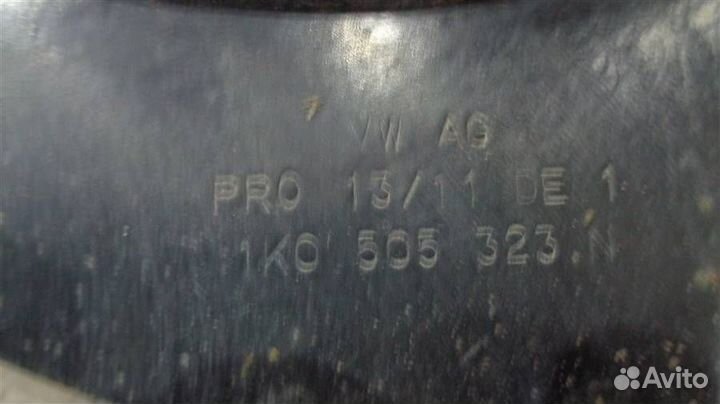 VW AG
PRO 13/11 DE 1
1K0 505 323.N
Avito